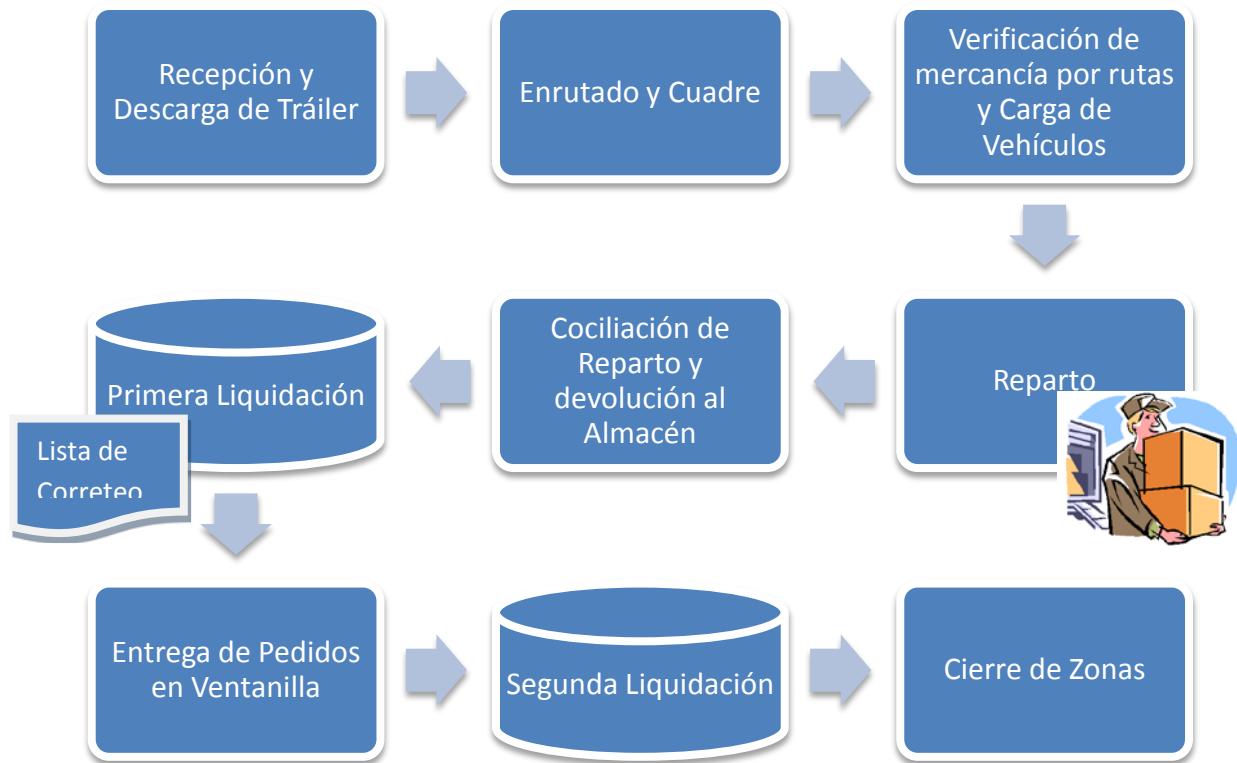 Recepción y
Descarga de Tráiler
Enrutado y Cuadre
Verificación de
mercancía por rutas
y Carga de
Vehículos
Reparto
Cociliación de
Reparto y
devolución al
Almacén
Primera Liquidación
Lista de
Correteo
Entrega de Pedidos
en Ventanilla
Segunda Liquidación
Cierre de Zonas